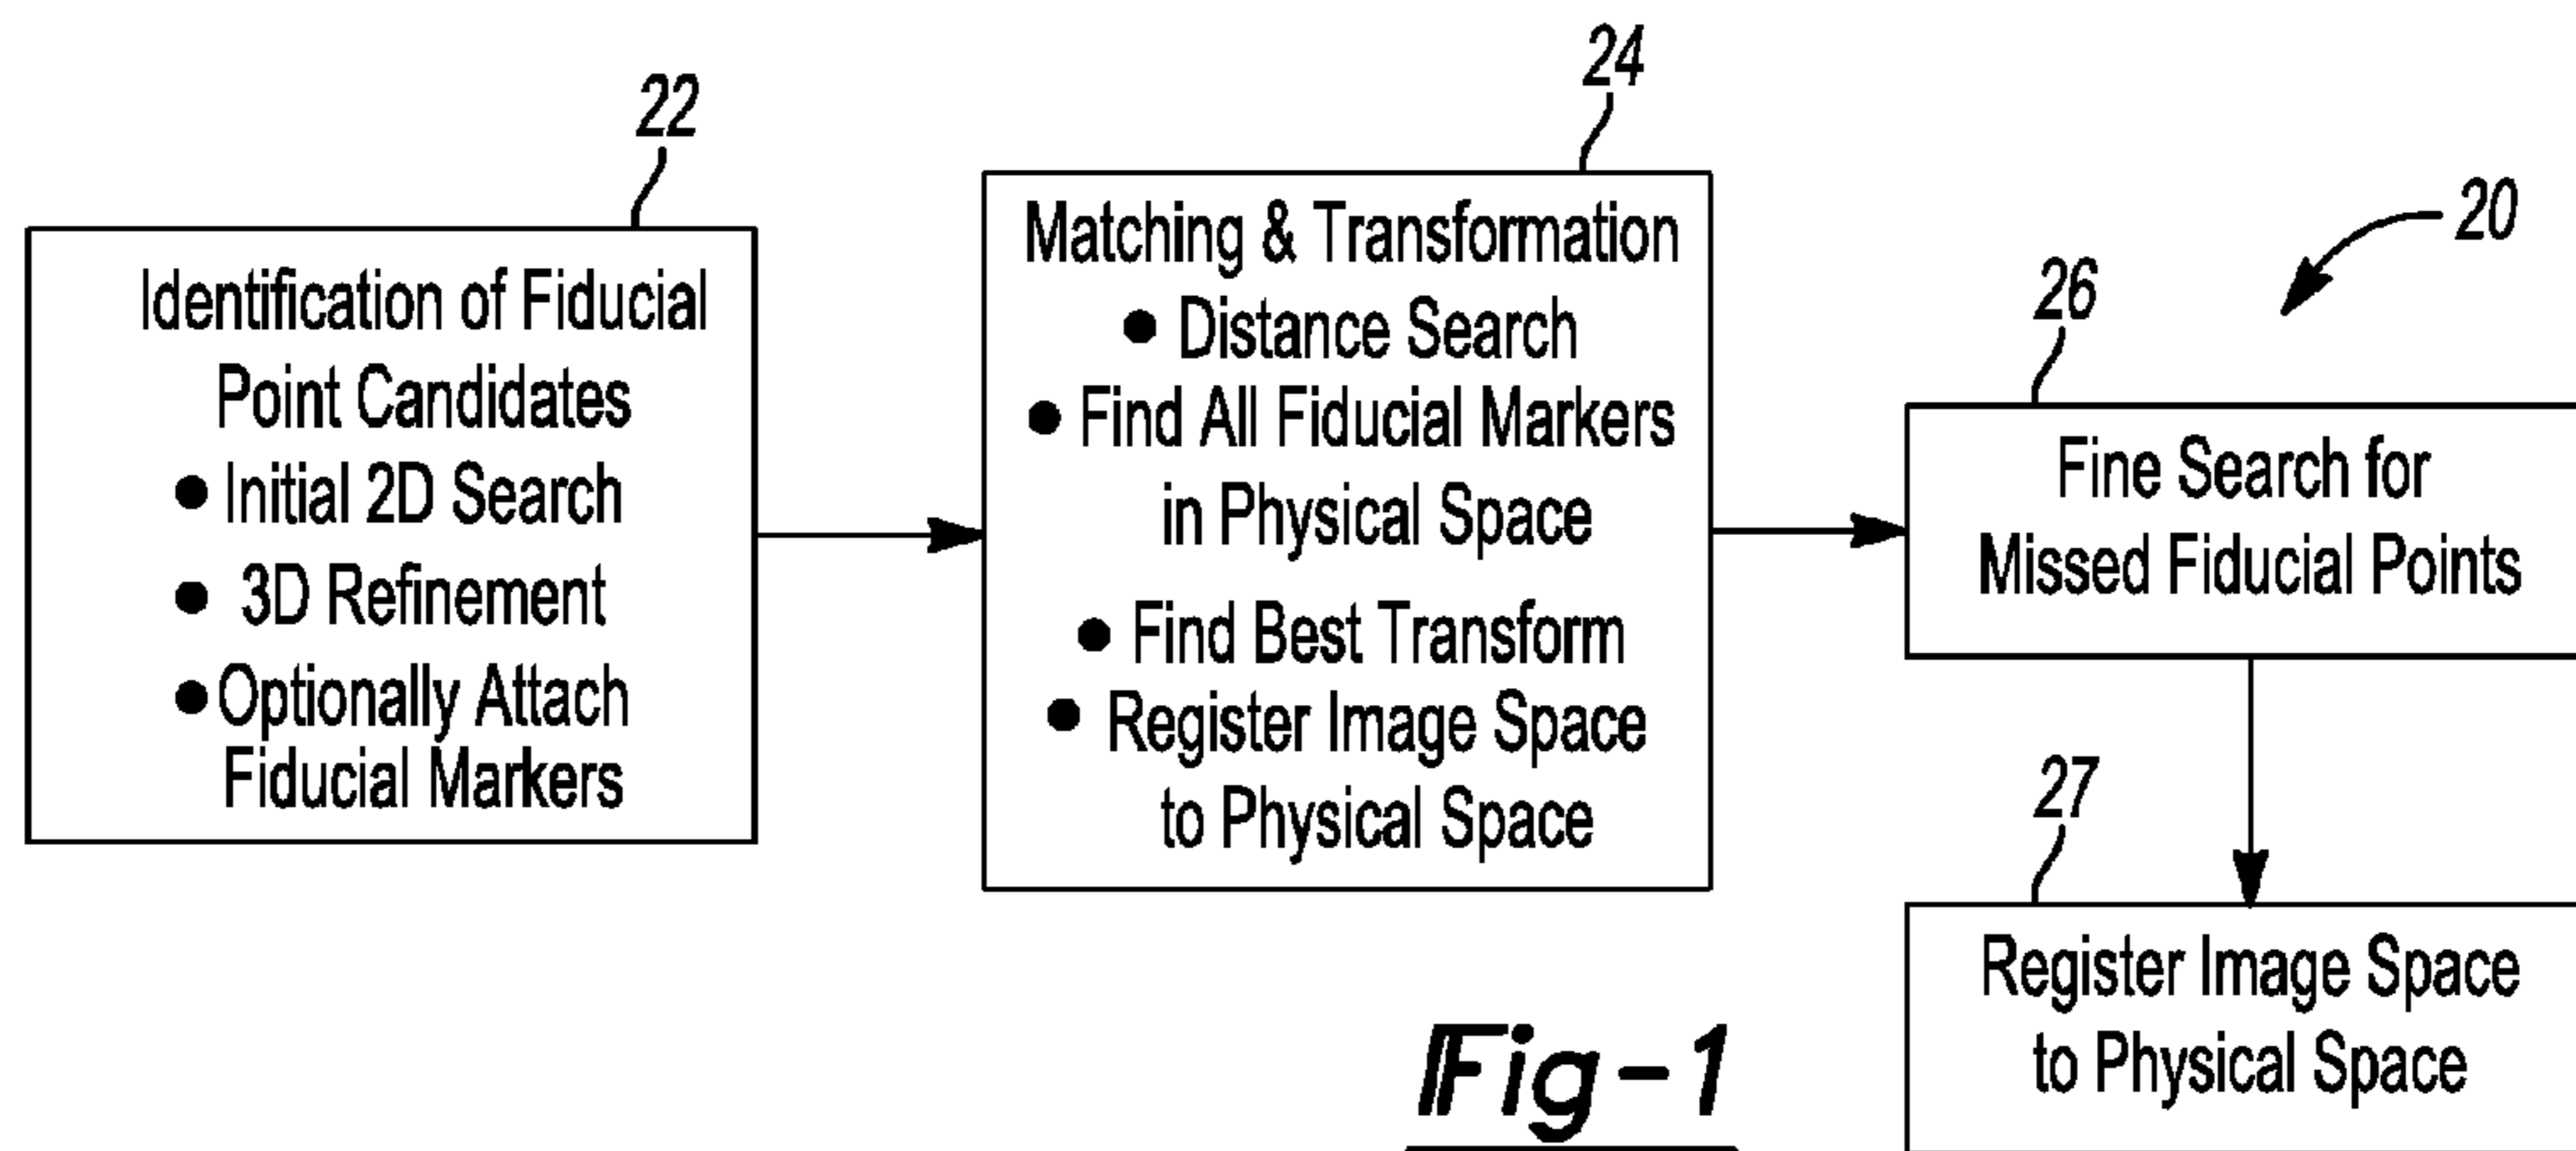 22
Identification of Fiducial
Point Candidates
● Initial 2D Search
● 3D Refinement
● Optionally Attach
Fiducial Markers
24
Matching & Transformation
● Distance Search
● Find All Fiducial Markers
in Physical Space
● Find Best Transform
● Register Image Space
to Physical Space
20
26
Fine Search for
Missed Fiducial Points
27
Register Image Space
to Physical Space
Fig-1